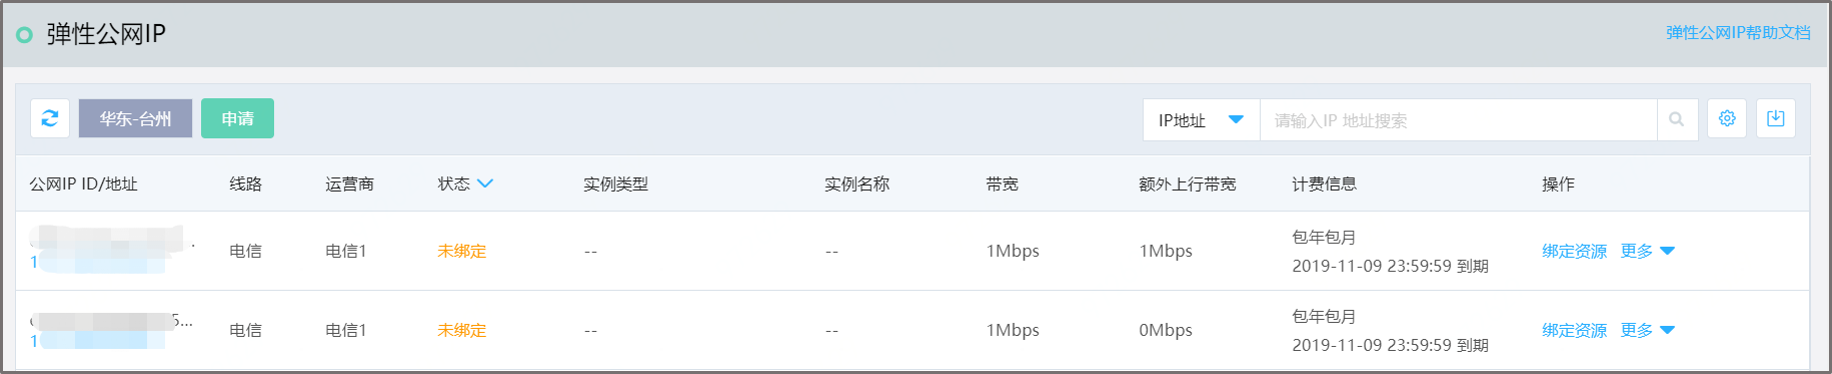 弹性公网IP
弹性公网IP帮助文档
华东-台州 申请 IP地址 请输入IP 地址搜索
公网IP ID/地址 线路 运营商 状态 实例类型 实例名称 带宽 额外上行带宽 计费信息 操作
电信 电信1 未绑定 -- -- 1Mbps 1Mbps 包年包月 绑定资源 更多
2019-11-09 23:59:59 到期
5...
电信 电信1 未绑定 -- -- 1Mbps 0Mbps 包年包月 绑定资源 更多
2019-11-09 23:59:59 到期